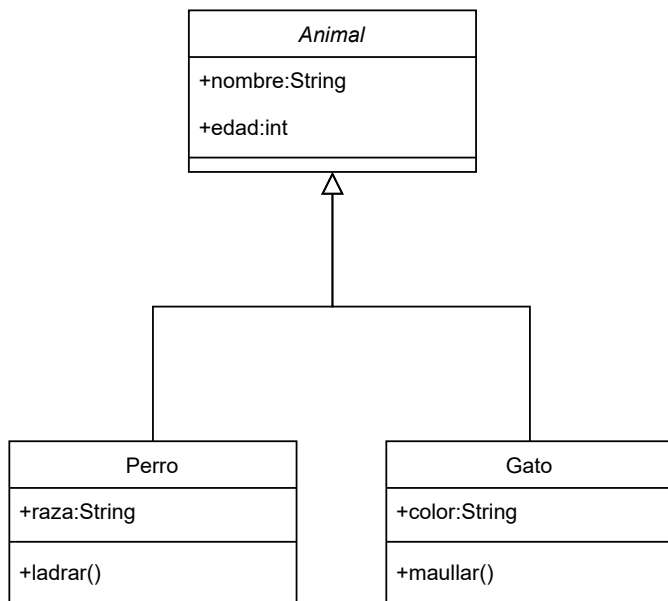 Animal
+nombre:String
+edad:int
Perro
+raza:String
+ladrar()
Gato
+color:String
+maullar()